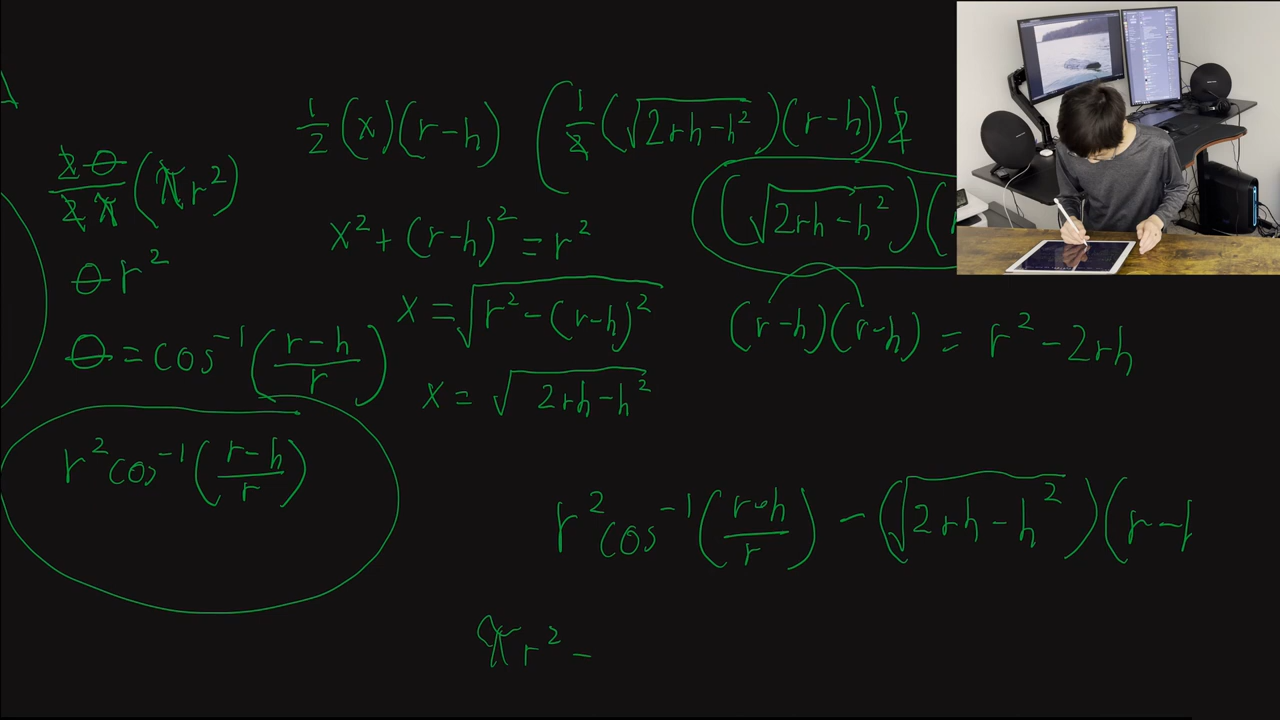 1/2 (x)(r-h) (1/2(√(2rh-h²))(r-h))2
2θ/2π (πr²)
(√(2rh-h²))(
x²+(r-h)²=r²
θr²
x=√(r²-(r-h)²)
(r-h)(r-h) = r²-2rh
θ=cos⁻¹((r-h)/r)
x=√(2rh-h²)
r²cos⁻¹((r-h)/r)
r²cos⁻¹((r-h)/r) - (√(2rh-h²))(r-
πr²-